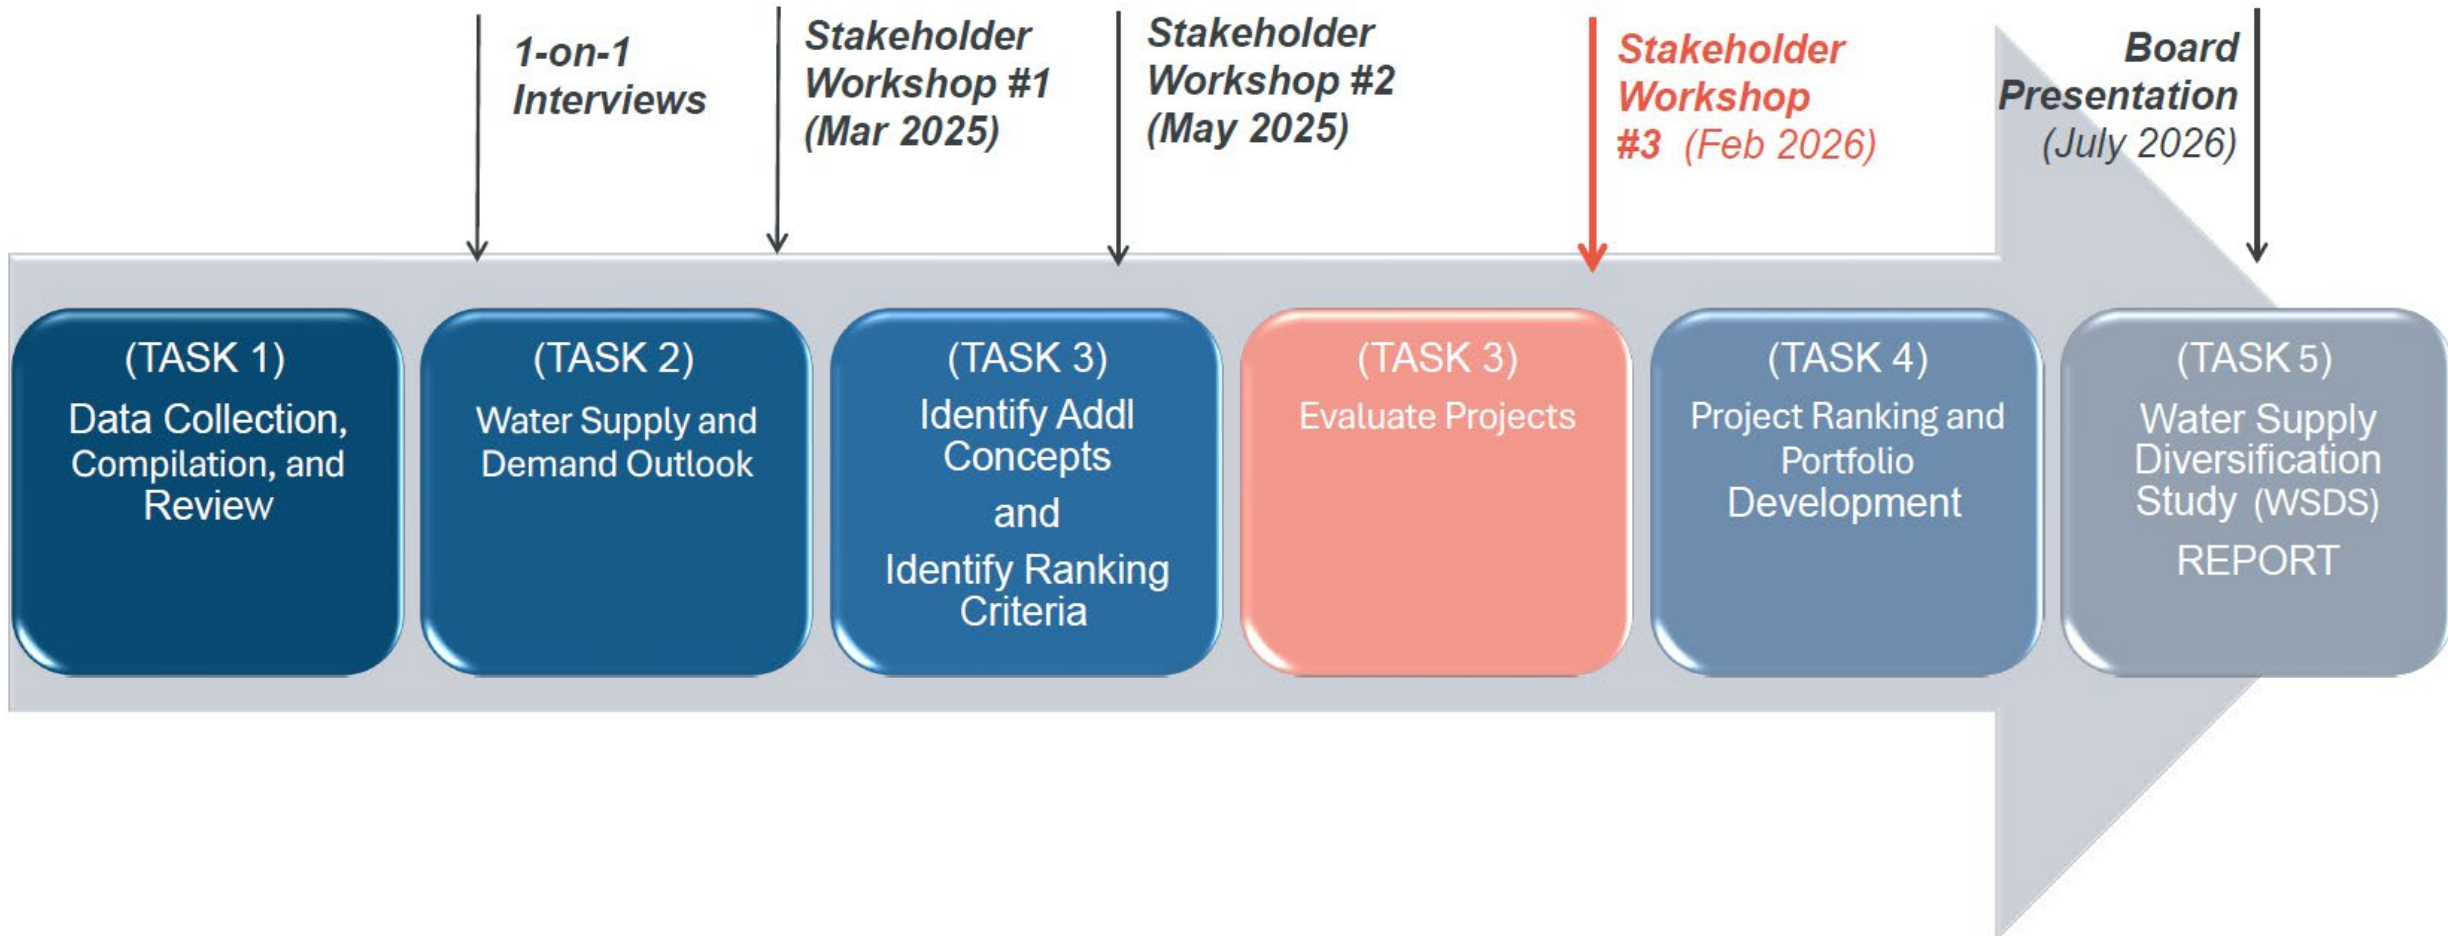 1-on-1
Interviews
Stakeholder
Workshop #1
(Mar 2025)
Stakeholder
Workshop #2
(May 2025)
Stakeholder
Workshop
#3 (Feb 2026)
Board
Presentation
(July 2026)
(TASK 1)
Data Collection,
Compilation, and
Review
(TASK 2)
Water Supply and
Demand Outlook
(TASK 3)
Identify Addl
Concepts
and
Identify Ranking
Criteria
(TASK 3)
Evaluate Projects
(TASK 4)
Project Ranking and
Portfolio
Development
(TASK 5)
Water Supply
Diversification
Study (WSDS)
REPORT